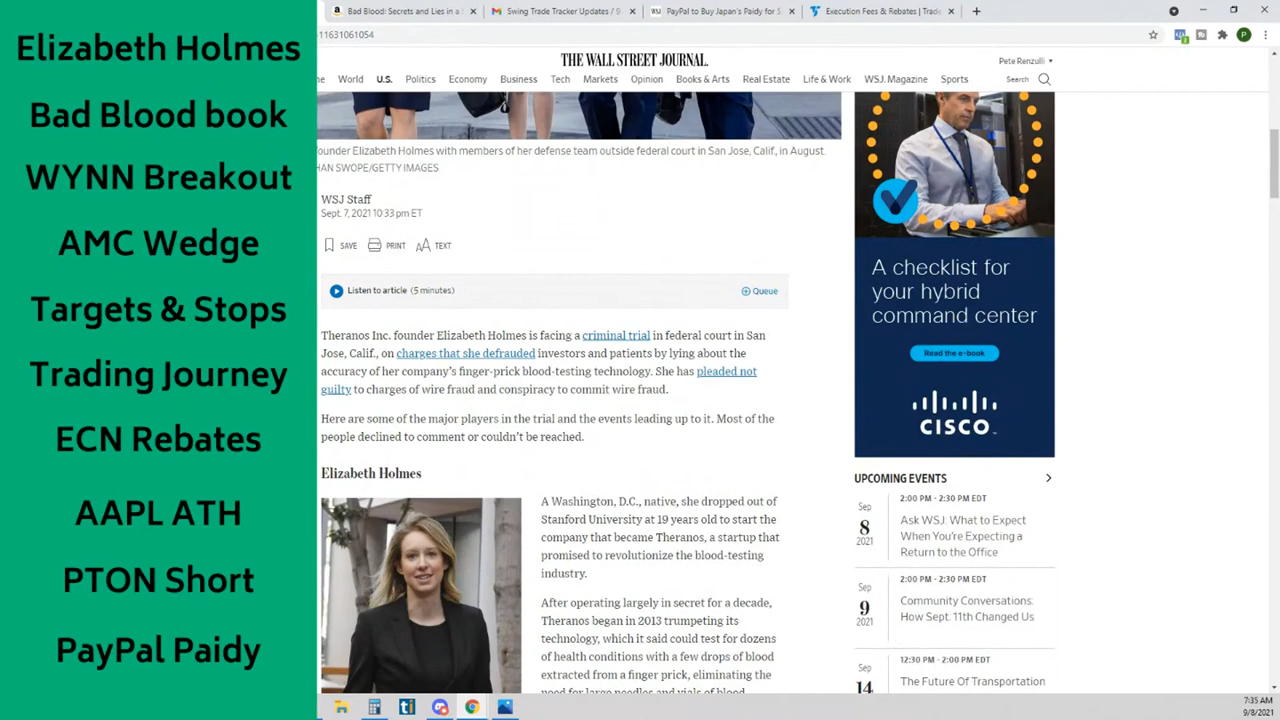 Elizabeth Holmes
Bad Blood book
WYNN Breakout
AMC Wedge
Targets & Stops
Trading Journey
ECN Rebates
AAPL ATH
PTON Short
PayPal Paidy
Bad Blood: Secrets and Lies in a S
Swing Trade Tracker Updates / 9
WSJ PayPal to Buy Japan's Paidy for $
Execution Fees & Rebates | Trade
11631061054
P
THE WALL STREET JOURNAL.
Pete Renzulli
World U.S. Politics Economy Business Tech Markets Opinion Books & Arts Real Estate Life & Work WSJ. Magazine Sports
Search
founder Elizabeth Holmes with members of her defense team outside federal court in San Jose, Calif., in August.
HAN SWOPE/GETTY IMAGES
WSJ Staff
Sept. 7, 2021 10:33 pm ET
SAVE PRINT AA TEXT
Listen to article (5 minutes)
Queue
Theranos Inc. founder Elizabeth Holmes is facing a criminal trial in federal court in San
Jose, Calif., on charges that she defrauded investors and patients by lying about the
accuracy of her company's finger-prick blood-testing technology. She has pleaded not
guilty to charges of wire fraud and conspiracy to commit wire fraud.
Here are some of the major players in the trial and the events leading up to it. Most of the
people declined to comment or couldn't be reached.
Elizabeth Holmes
A Washington, D.C., native, she dropped out of
Stanford University at 19 years old to start the
company that became Theranos, a startup that
promised to revolutionize the blood-testing
industry.
After operating largely in secret for a decade,
Theranos began in 2013 trumpeting its
technology, which it said could test for dozens
of health conditions with a few drops of blood
extracted from a finger prick, eliminating the
need for large needles and vials of blood.
A checklist for
your hybrid
command center
Read the e-book
CISCO
UPCOMING EVENTS
Sep
8
2021
2:00 PM - 2:30 PM EDT
Ask WSJ: What to Expect
When You're Expecting a
Return to the Office
Sep
9
2021
2:00 PM - 2:30 PM EDT
Community Conversations:
How Sept. 11th Changed Us
Sep
14
12:30 PM - 2:00 PM EDT
The Future Of Transportation
7:35 AM
9/8/2021